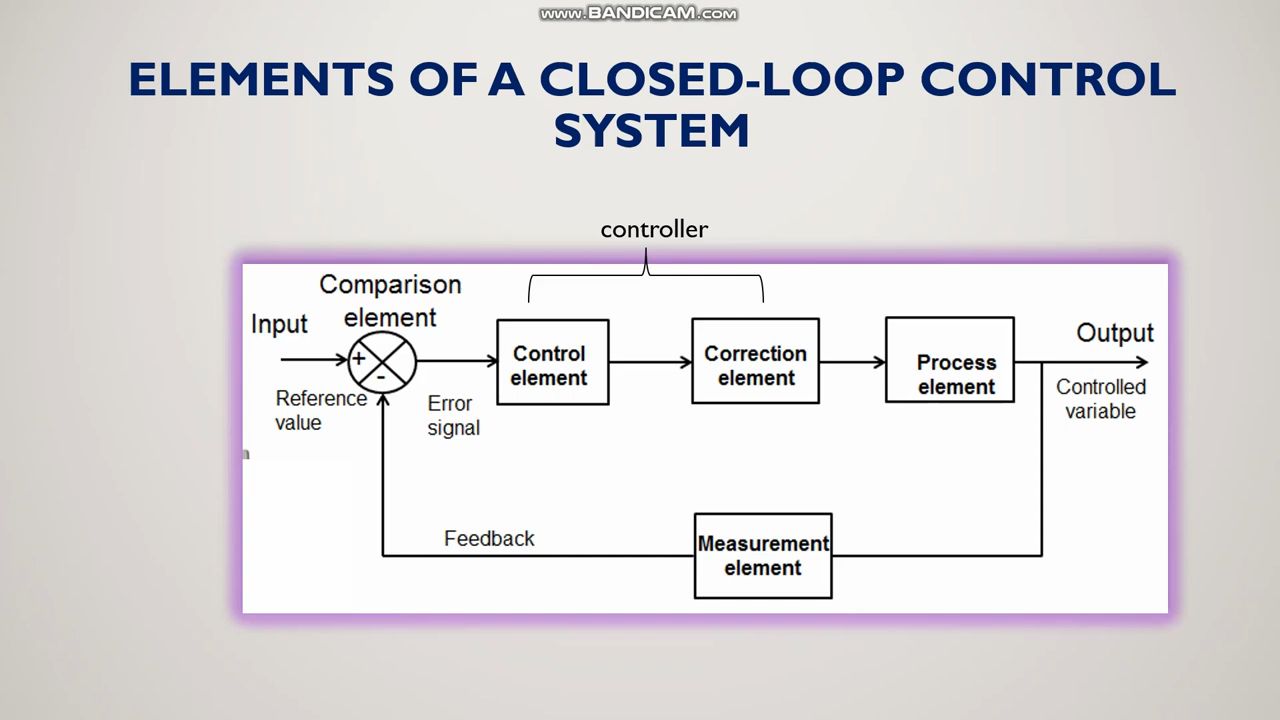 WWW.BANDICAM.COM
ELEMENTS OF A CLOSED-LOOP CONTROL
SYSTEM
controller
Comparison
element
Input
+
-
Reference
value
Error
signal
Control
element
Correction
element
Process
element
Output
Controlled
variable
Feedback
Measurement
element